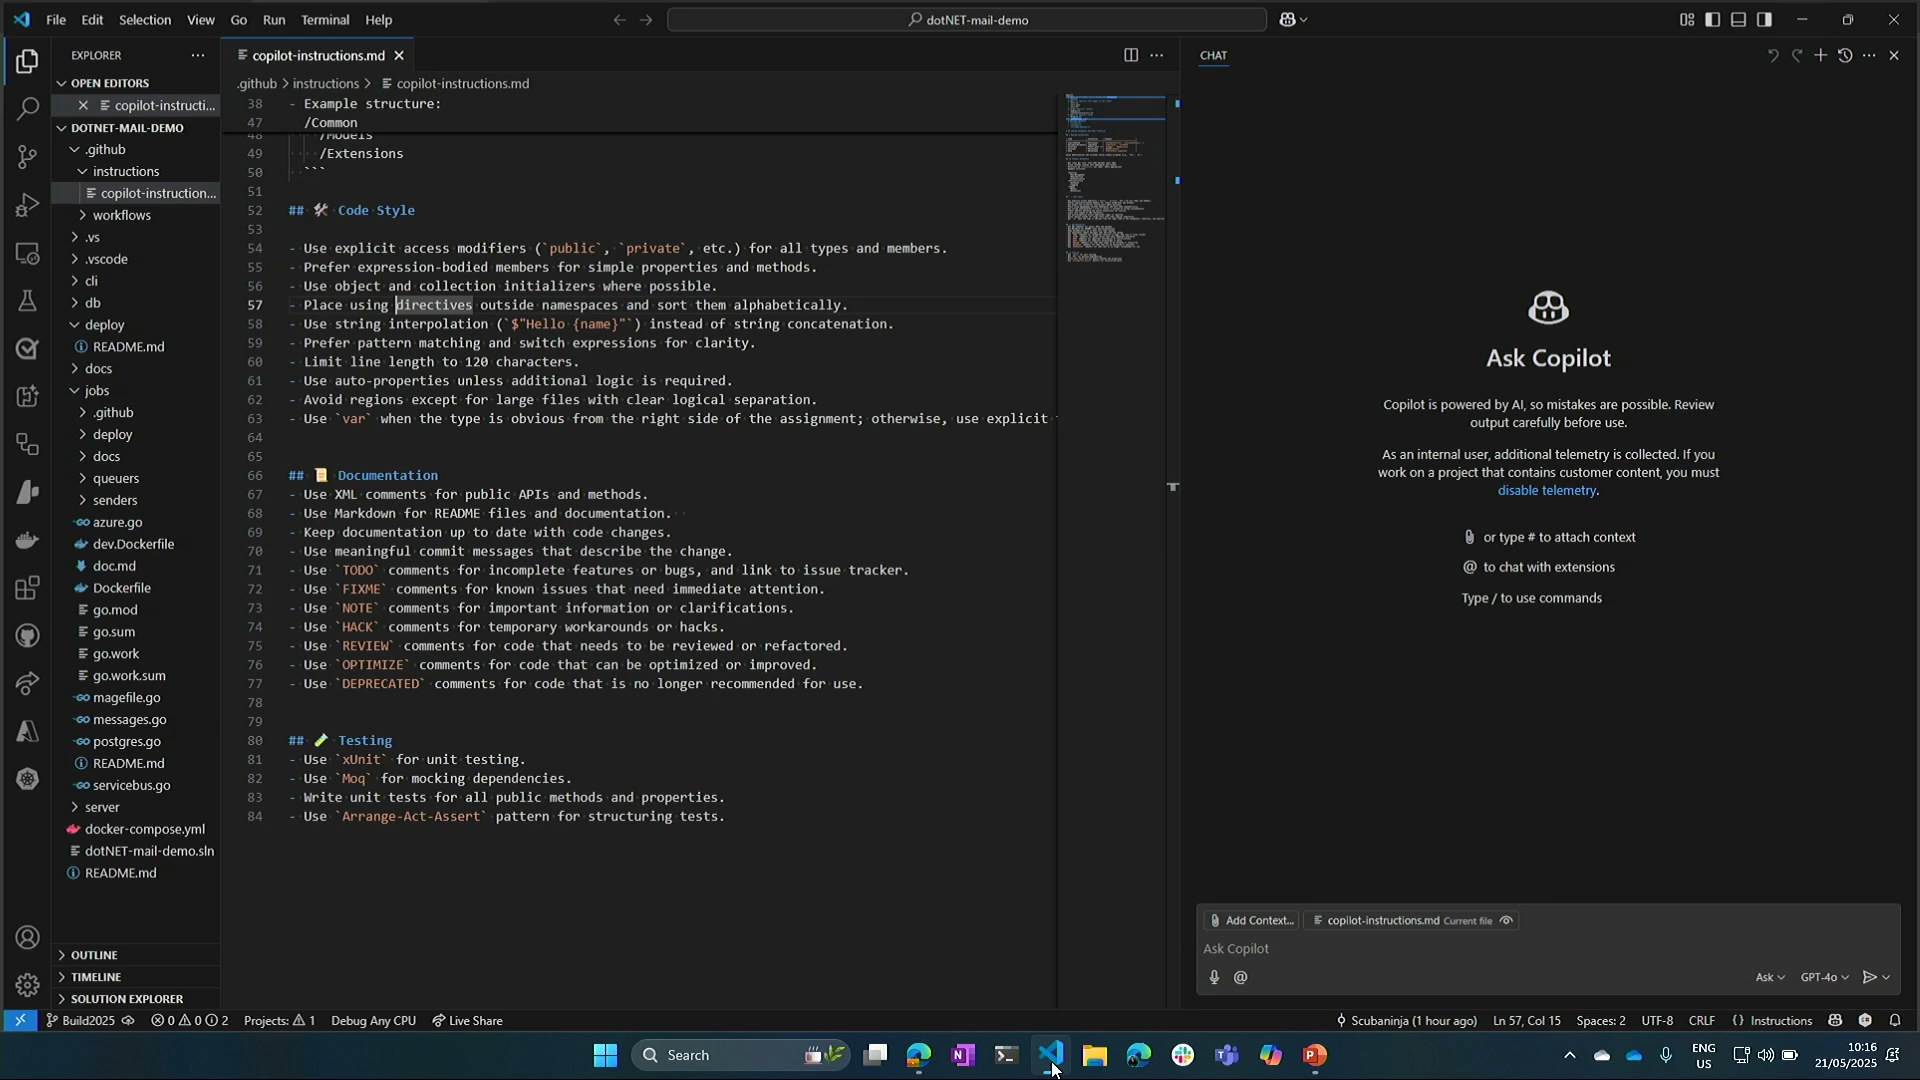 File Edit Selection View Go Run Terminal Help
dotNET-mail-demo
EXPLORER
OPEN EDITORS
copilot-instructi...
DOTNET-MAIL-DEMO
.github
instructions
copilot-instruction...
workflows
.vs
.vscode
cli
db
deploy
README.md
docs
jobs
.github
deploy
docs
queuers
senders
azure.go
dev.Dockerfile
doc.md
Dockerfile
go.mod
go.sum
go.work
go.work.sum
magefile.go
messages.go
postgres.go
README.md
servicebus.go
server
docker-compose.yml
dotNET-mail-demo.sln
README.md
OUTLINE
TIMELINE
SOLUTION EXPLORER
copilot-instructions.md
.github > instructions > copilot-instructions.md
38 - Example structure:
47 /Common
48 /Models
49 /Extensions
50 ```
51
52 ## 🛠 Code Style
53
54 - Use explicit access modifiers (`public`, `private`, etc.) for all types and members.
55 - Prefer expression-bodied members for simple properties and methods.
56 - Use object and collection initializers where possible.
57 - Place using directives outside namespaces and sort them alphabetically.
58 - Use string interpolation (`$"Hello {name}"`) instead of string concatenation.
59 - Prefer pattern matching and switch expressions for clarity.
60 - Limit line length to 120 characters.
61 - Use auto-properties unless additional logic is required.
62 - Avoid regions except for large files with clear logical separation.
63 - Use `var` when the type is obvious from the right side of the assignment; otherwise, use explicit
64
65
66 ## 📜 Documentation
67 - Use XML comments for public APIs and methods.
68 - Use Markdown for README files and documentation.
69 - Keep documentation up to date with code changes.
70 - Use meaningful commit messages that describe the change.
71 - Use `TODO` comments for incomplete features or bugs, and link to issue tracker.
72 - Use `FIXME` comments for known issues that need immediate attention.
73 - Use `NOTE` comments for important information or clarifications.
74 - Use `HACK` comments for temporary workarounds or hacks.
75 - Use `REVIEW` comments for code that needs to be reviewed or refactored.
76 - Use `OPTIMIZE` comments for code that can be optimized or improved.
77 - Use `DEPRECATED` comments for code that is no longer recommended for use.
78
79
80 ## 🧪 Testing
81 - Use `xUnit` for unit testing.
82 - Use `Moq` for mocking dependencies.
83 - Write unit tests for all public methods and properties.
84 - Use `Arrange-Act-Assert` pattern for structuring tests.
CHAT
Ask Copilot
Copilot is powered by AI, so mistakes are possible. Review
output carefully before use.
As an internal user, additional telemetry is collected. If you
work on a project that contains customer content, you must
disable telemetry.
or type # to attach context
@ to chat with extensions
Type / to use commands
Add Context... copilot-instructions.md Current file
Ask Copilot
@ Ask GPT-4o
Build2025 0 0 2 Projects: 1 Debug Any CPU Live Share
Scubaninja (1 hour ago) Ln 57, Col 15 Spaces: 2 UTF-8 CRLF {} Instructions
Search
ENG
US
10:16
21/05/2025